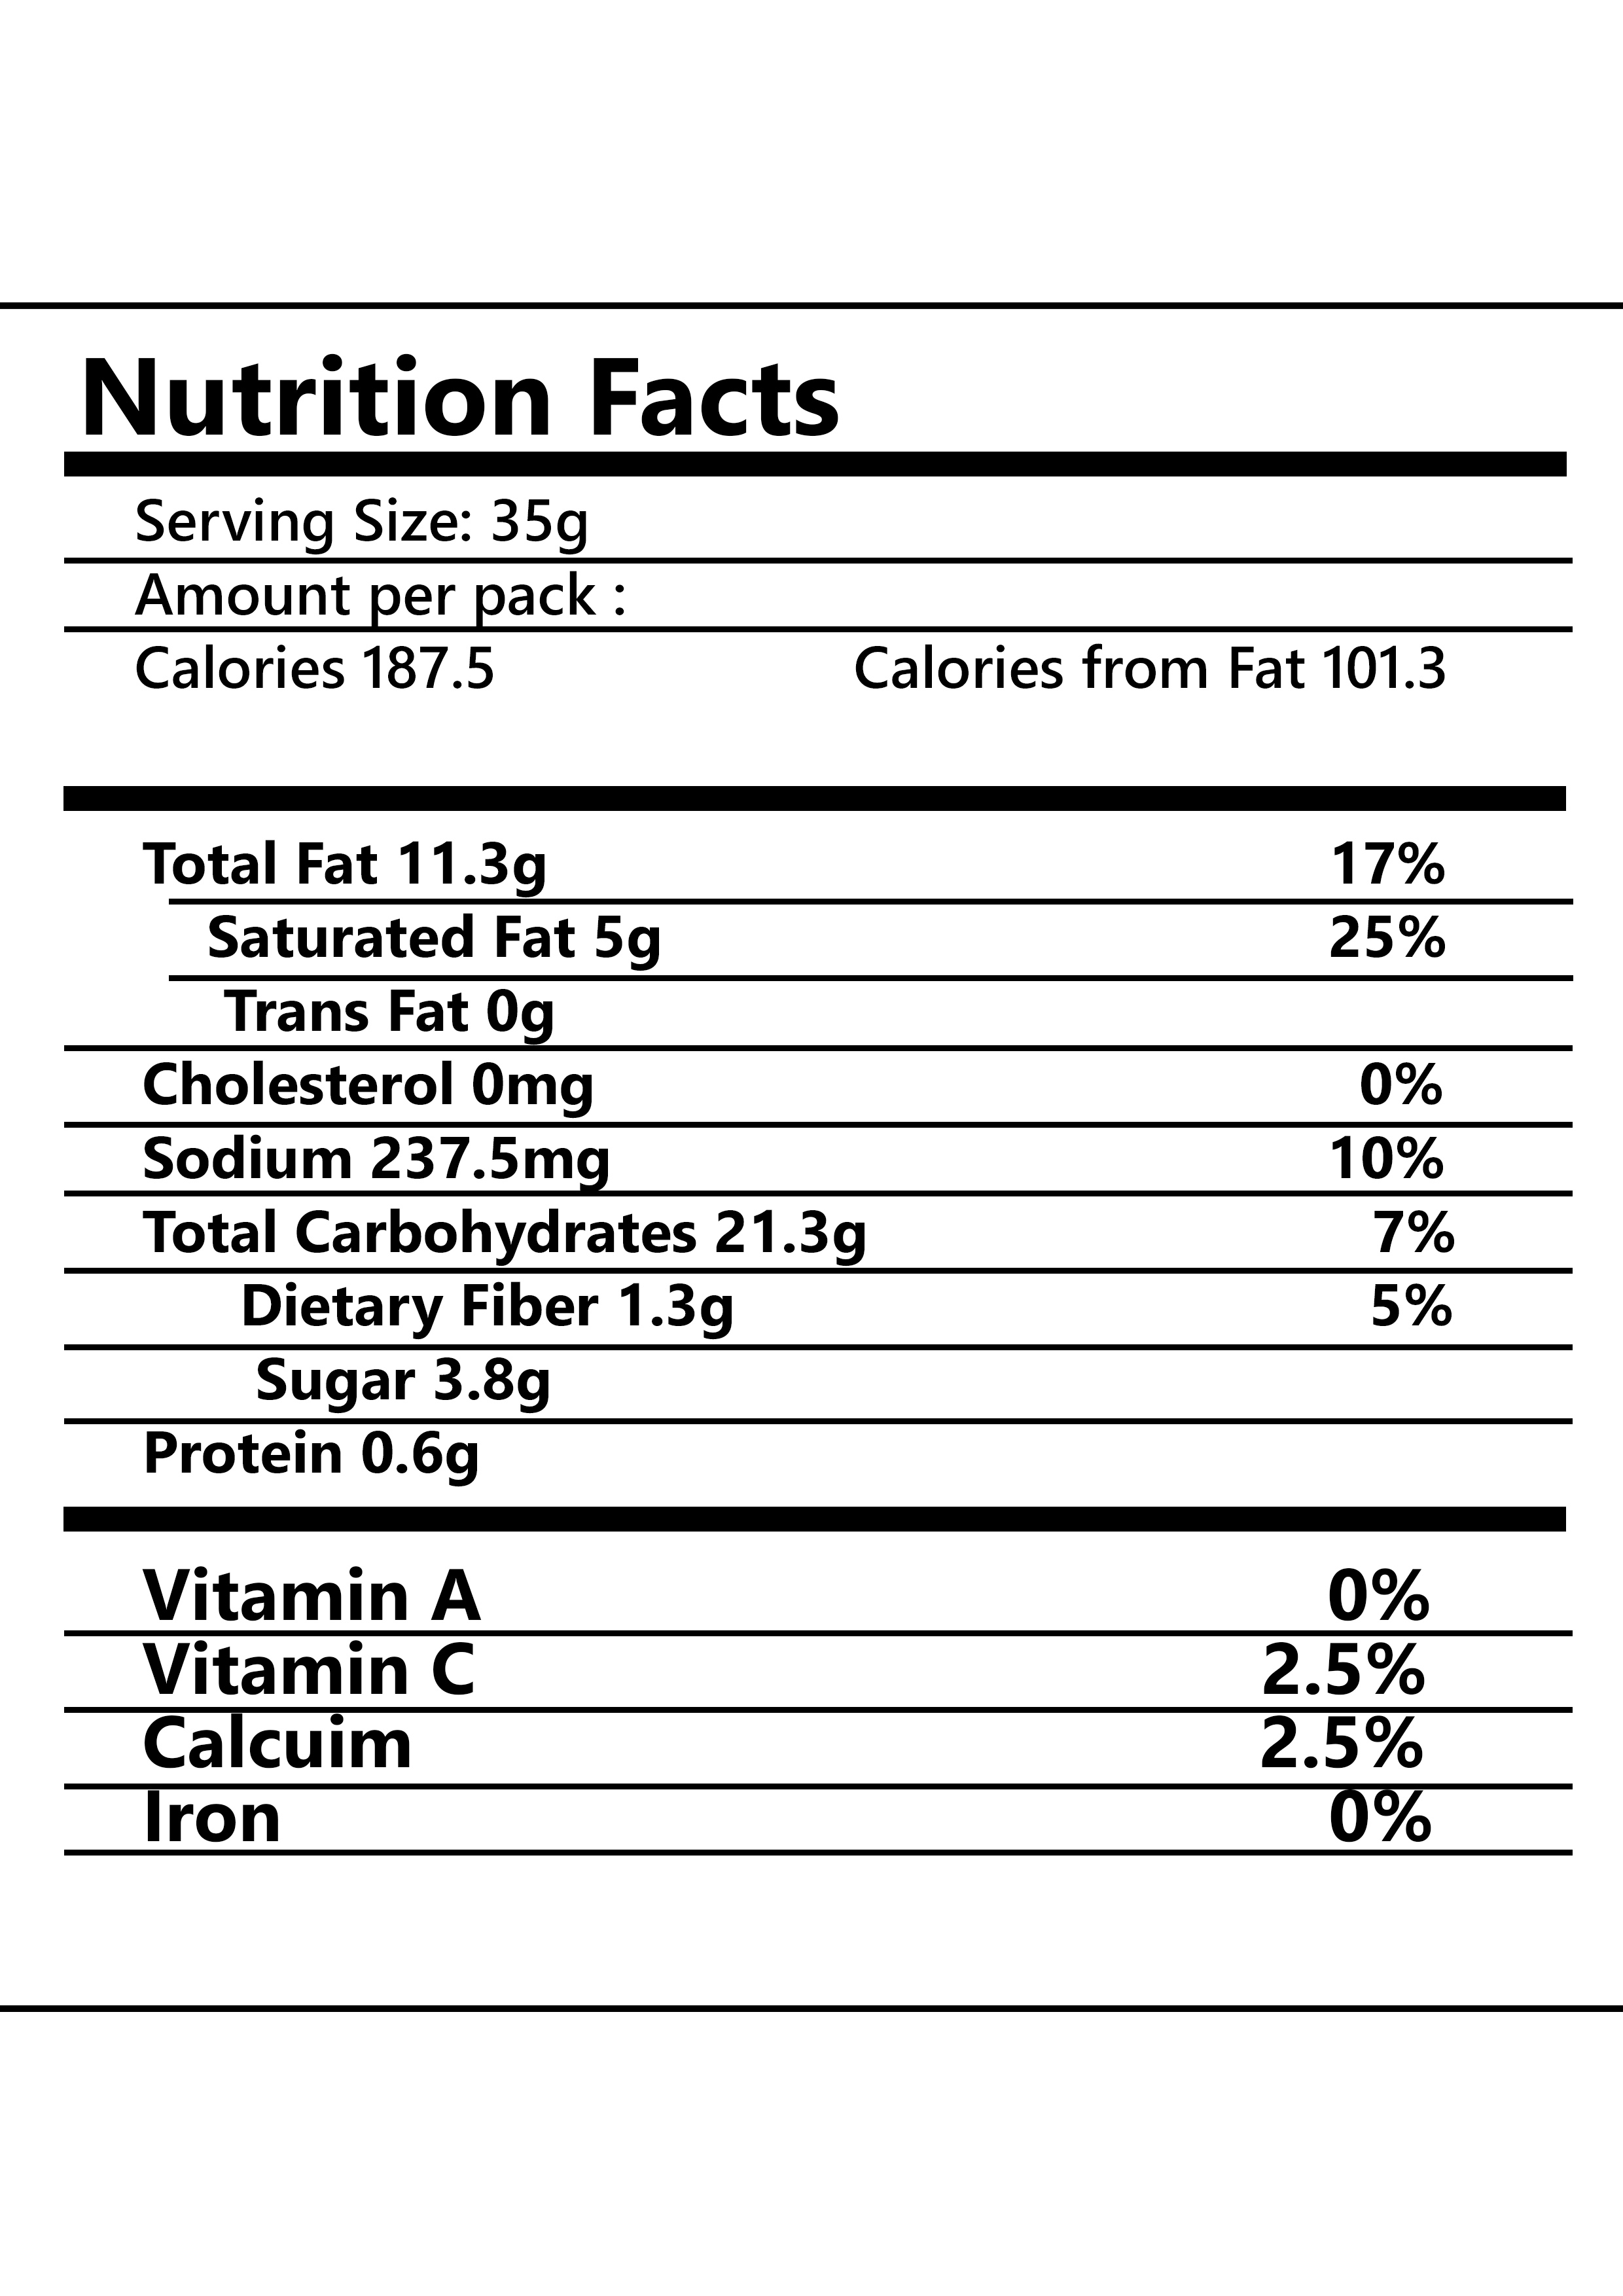 Nutrition Facts
Serving Size: 35g
Amount per pack :
Calories 187.5 Calories from Fat 101.3
Total Fat 11.3g 17%
Saturated Fat 5g 25%
Trans Fat 0g
Cholesterol 0mg 0%
Sodium 237.5mg 10%
Total Carbohydrates 21.3g 7%
Dietary Fiber 1.3g 5%
Sugar 3.8g
Protein 0.6g
Vitamin A 0%
Vitamin C 2.5%
Calcuim 2.5%
Iron 0%